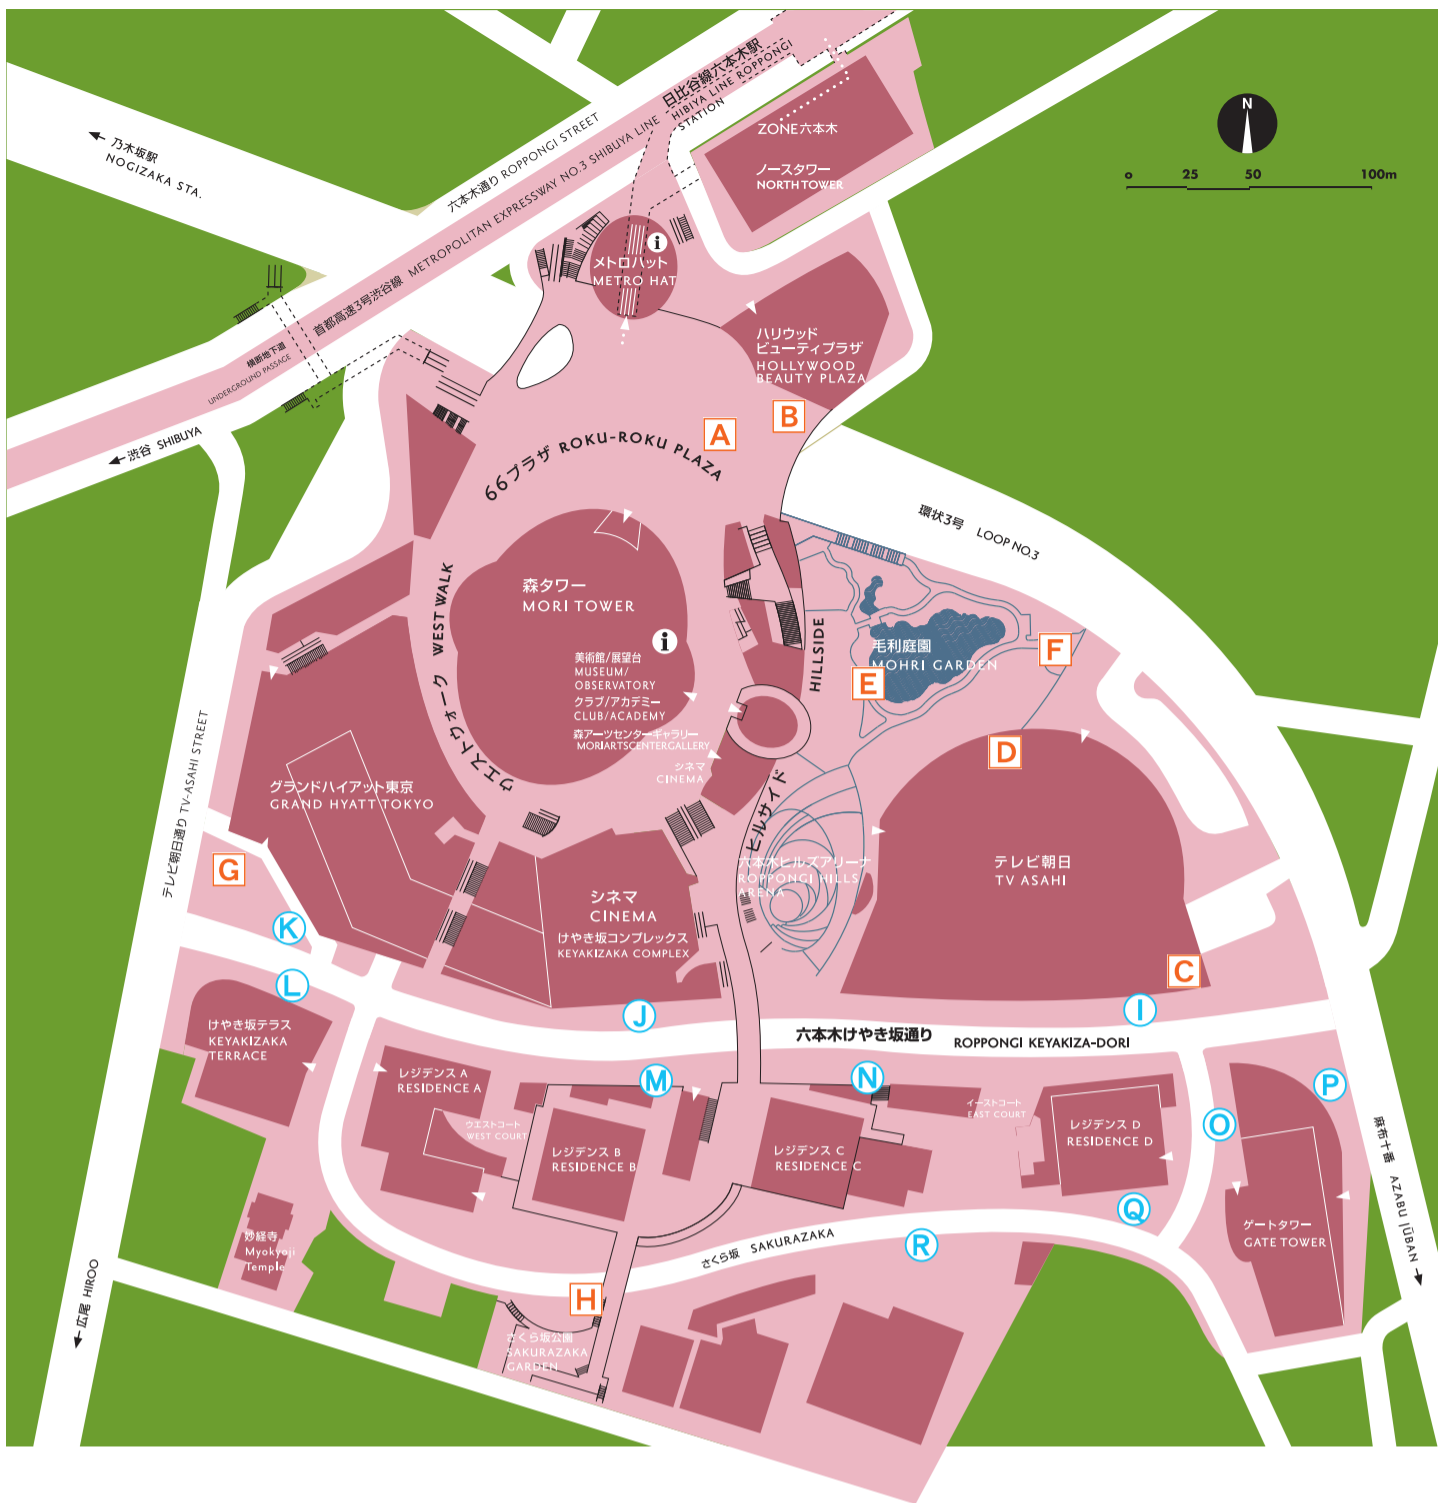 日比谷線六本木駅
HIBIYA LINE ROPPONGI
STATION
六本木通り ROPPONGI STREET
首都高速3号渋谷線 METROPOLITAN EXPRESSWAY NO.3 SHIBUYA LINE
← 乃木坂駅
NOGIZAKA STA.
ZONE六本木
ノースタワー
NORTH TOWER
N
0 25 50 100m
i
メトロハット
METRO HAT
横断地下道
UNDERGROUND PASSAGE
← 渋谷 SHIBUYA
ハリウッド
ビューティプラザ
HOLLYWOOD
BEAUTY PLAZA
A
B
66プラザ ROKU-ROKU PLAZA
環状3号 LOOP NO.3
森タワー
MORI TOWER
i
美術館/展望台
MUSEUM/
OBSERVATORY
クラブ/アカデミー
CLUB/ACADEMY
森アーツセンターギャラリー
MORI ARTS CENTER GALLERY
シネマ
CINEMA
ウエストウォーク WEST WALK
ヒルサイド HILLSIDE
毛利庭園
MOHRI GARDEN
E
F
D
テレビ朝日通り TV-ASAHI STREET
グランドハイアット東京
GRAND HYATT TOKYO
G
シネマ
CINEMA
けやき坂コンプレックス
KEYAKIZAKA COMPLEX
六本木ヒルズアリーナ
ROPPONGI HILLS
ARENA
テレビ朝日
TV ASAHI
C
K
L
J
I
六本木けやき坂通り ROPPONGI KEYAKIZA-DORI
けやき坂テラス
KEYAKIZAKA
TERRACE
レジデンス A
RESIDENCE A
M
N
ウエストコート
WEST COURT
レジデンス B
RESIDENCE B
レジデンス C
RESIDENCE C
イーストコート
EAST COURT
レジデンス D
RESIDENCE D
O
P
Q
R
麻布十番 AZABU JŪBAN →
ゲートタワー
GATE TOWER
妙経寺
Myokyoji
Temple
さくら坂 SAKURAZAKA
H
さくら坂公園
SAKURAZAKA
GARDEN
← 広尾 HIROO